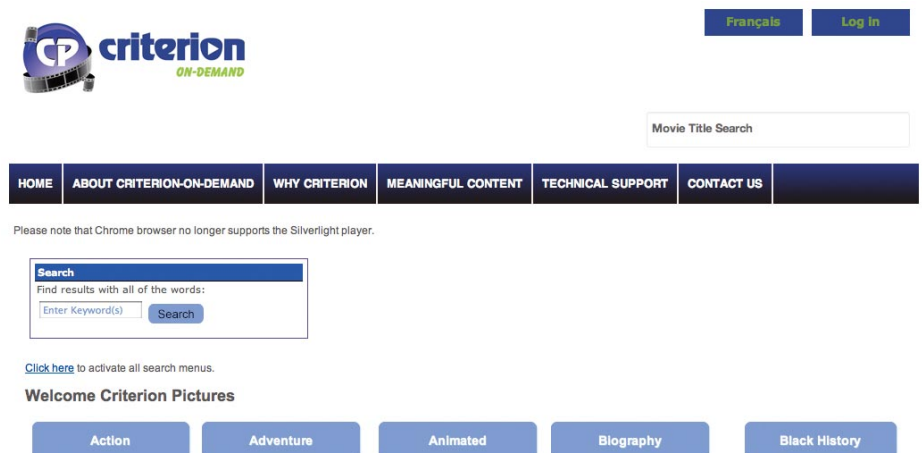 Français Log in
CP criterion
ON-DEMAND
Movie Title Search
HOME ABOUT CRITERION-ON-DEMAND WHY CRITERION MEANINGFUL CONTENT TECHNICAL SUPPORT CONTACT US
Please note that Chrome browser no longer supports the Silverlight player.
Search
Find results with all of the words:
Enter Keyword(s) Search
Click here to activate all search menus.
Welcome Criterion Pictures
Action Adventure Animated Biography Black History